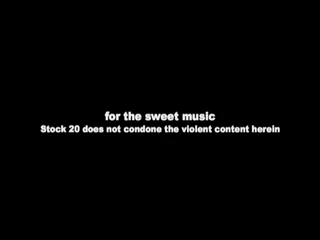 for the sweet music
Stock 20 does not condone the violent content herein